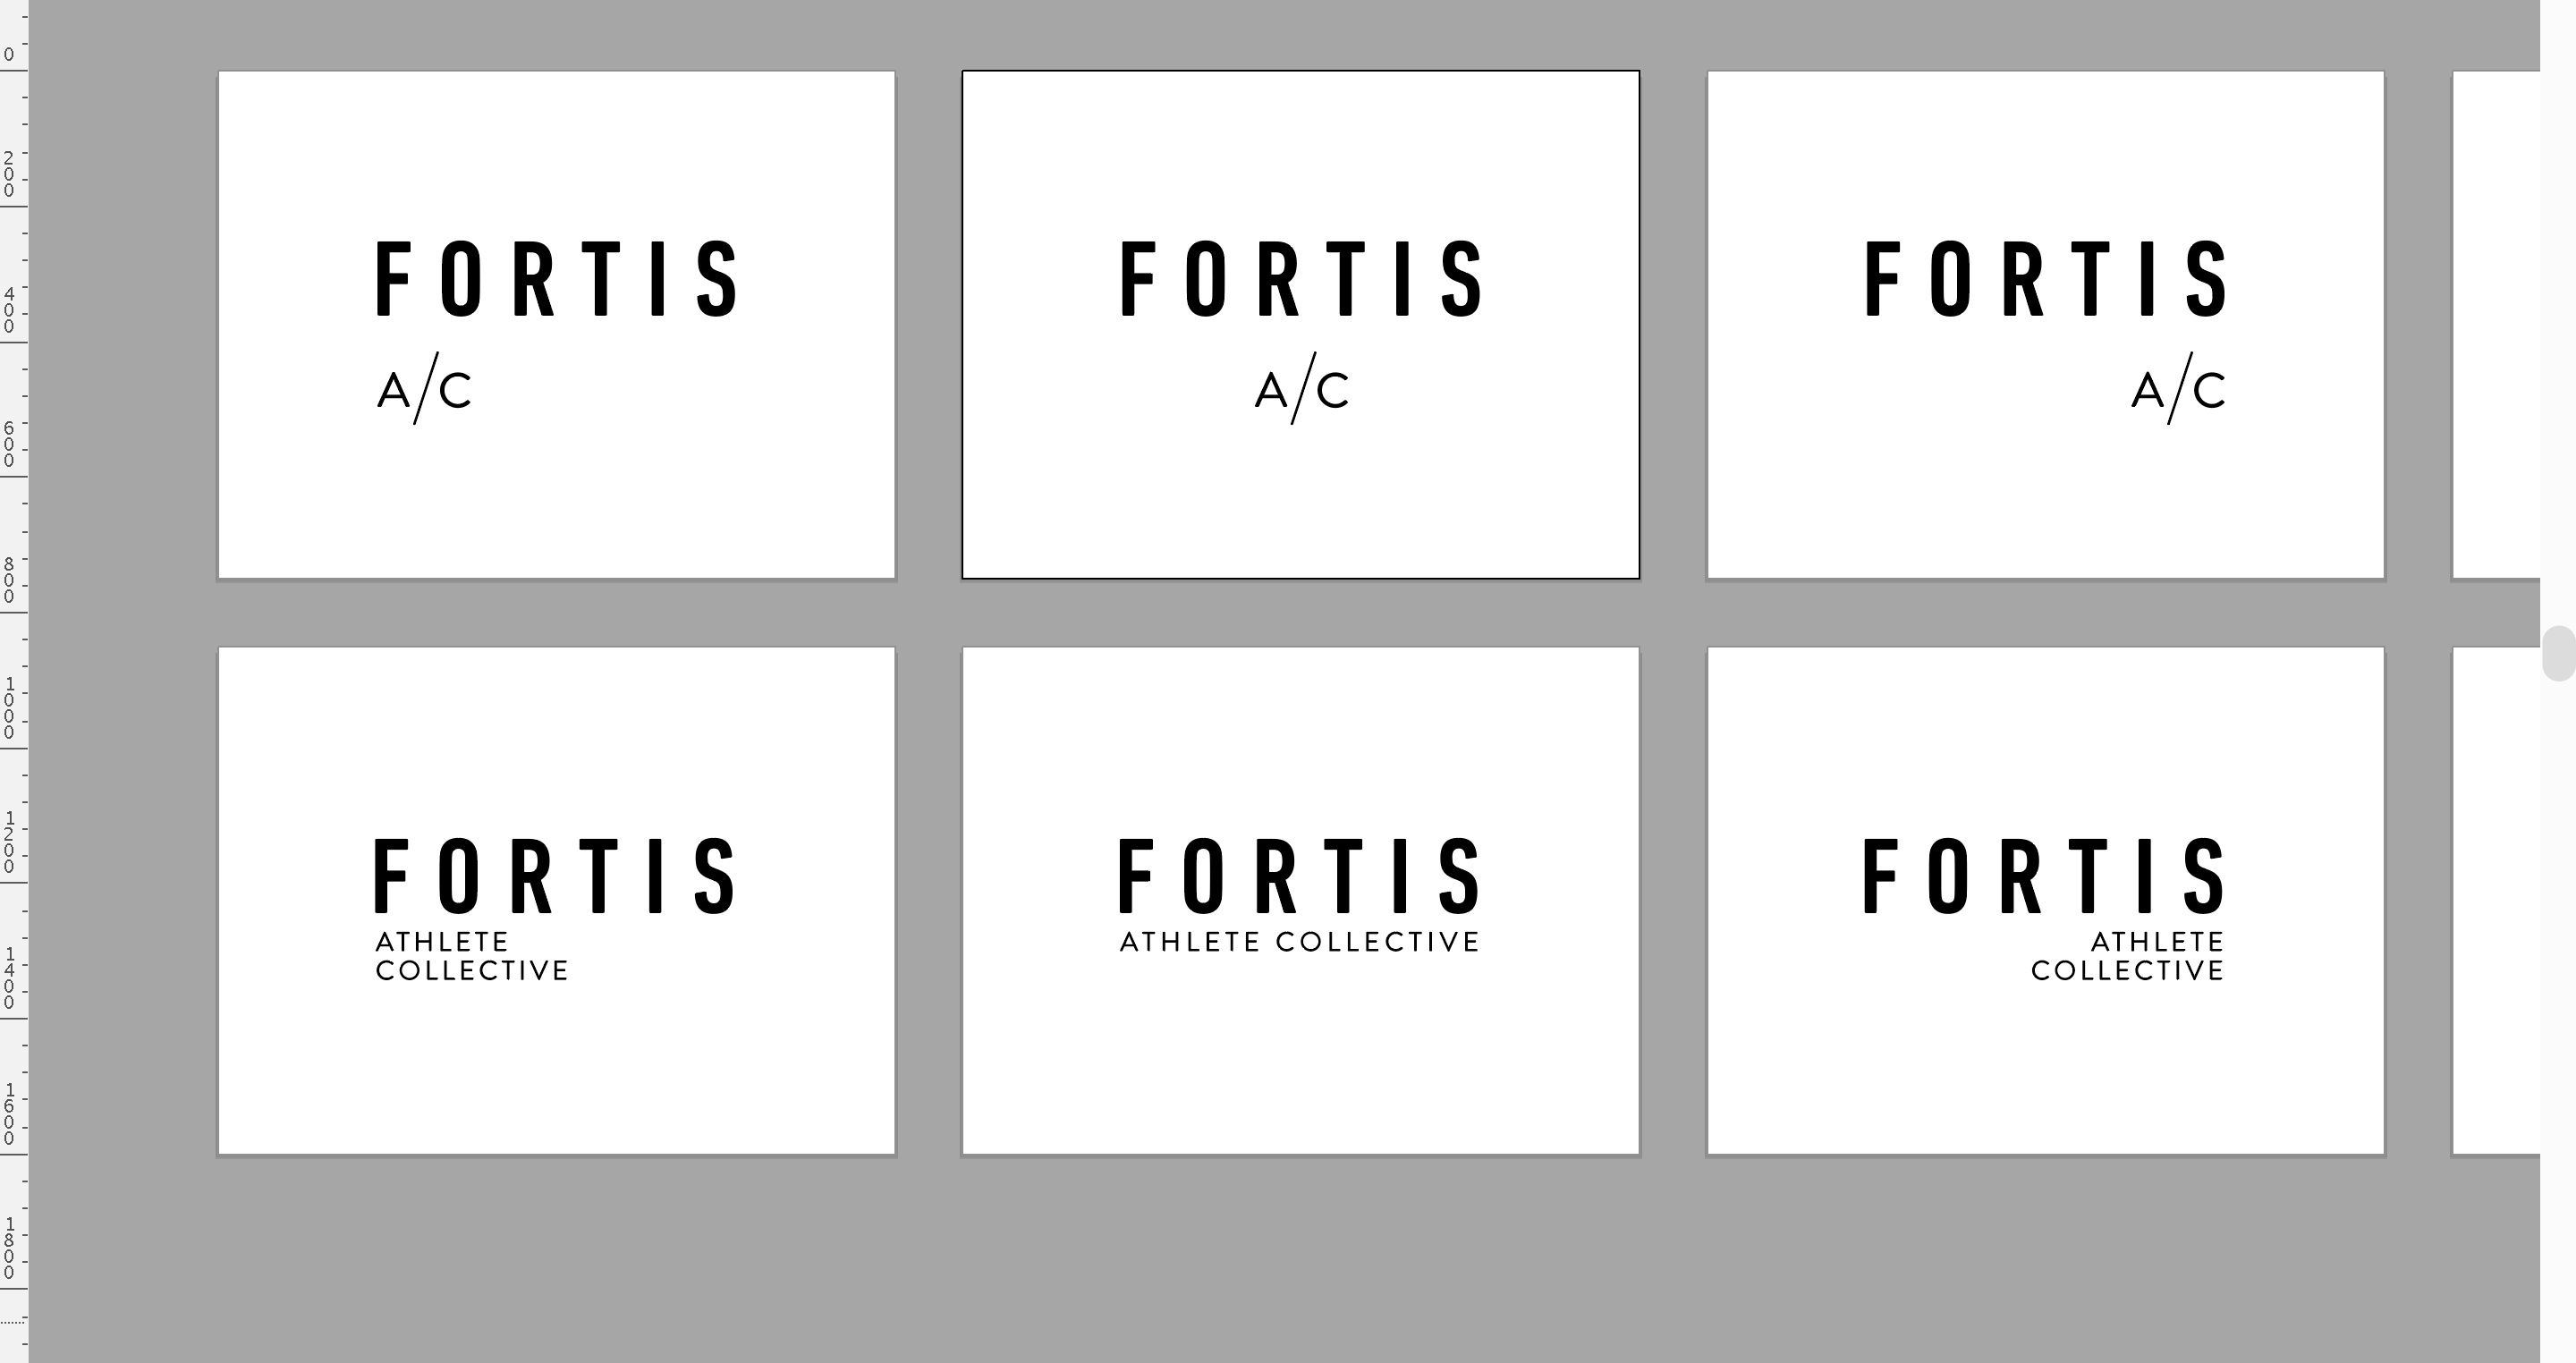 0
200
400
600
800
1000
1200
1400
1600
1800
FORTIS
A/C
FORTIS
A/C
FORTIS
A/C
FORTIS
ATHLETE
COLLECTIVE
FORTIS
ATHLETE COLLECTIVE
FORTIS
ATHLETE
COLLECTIVE